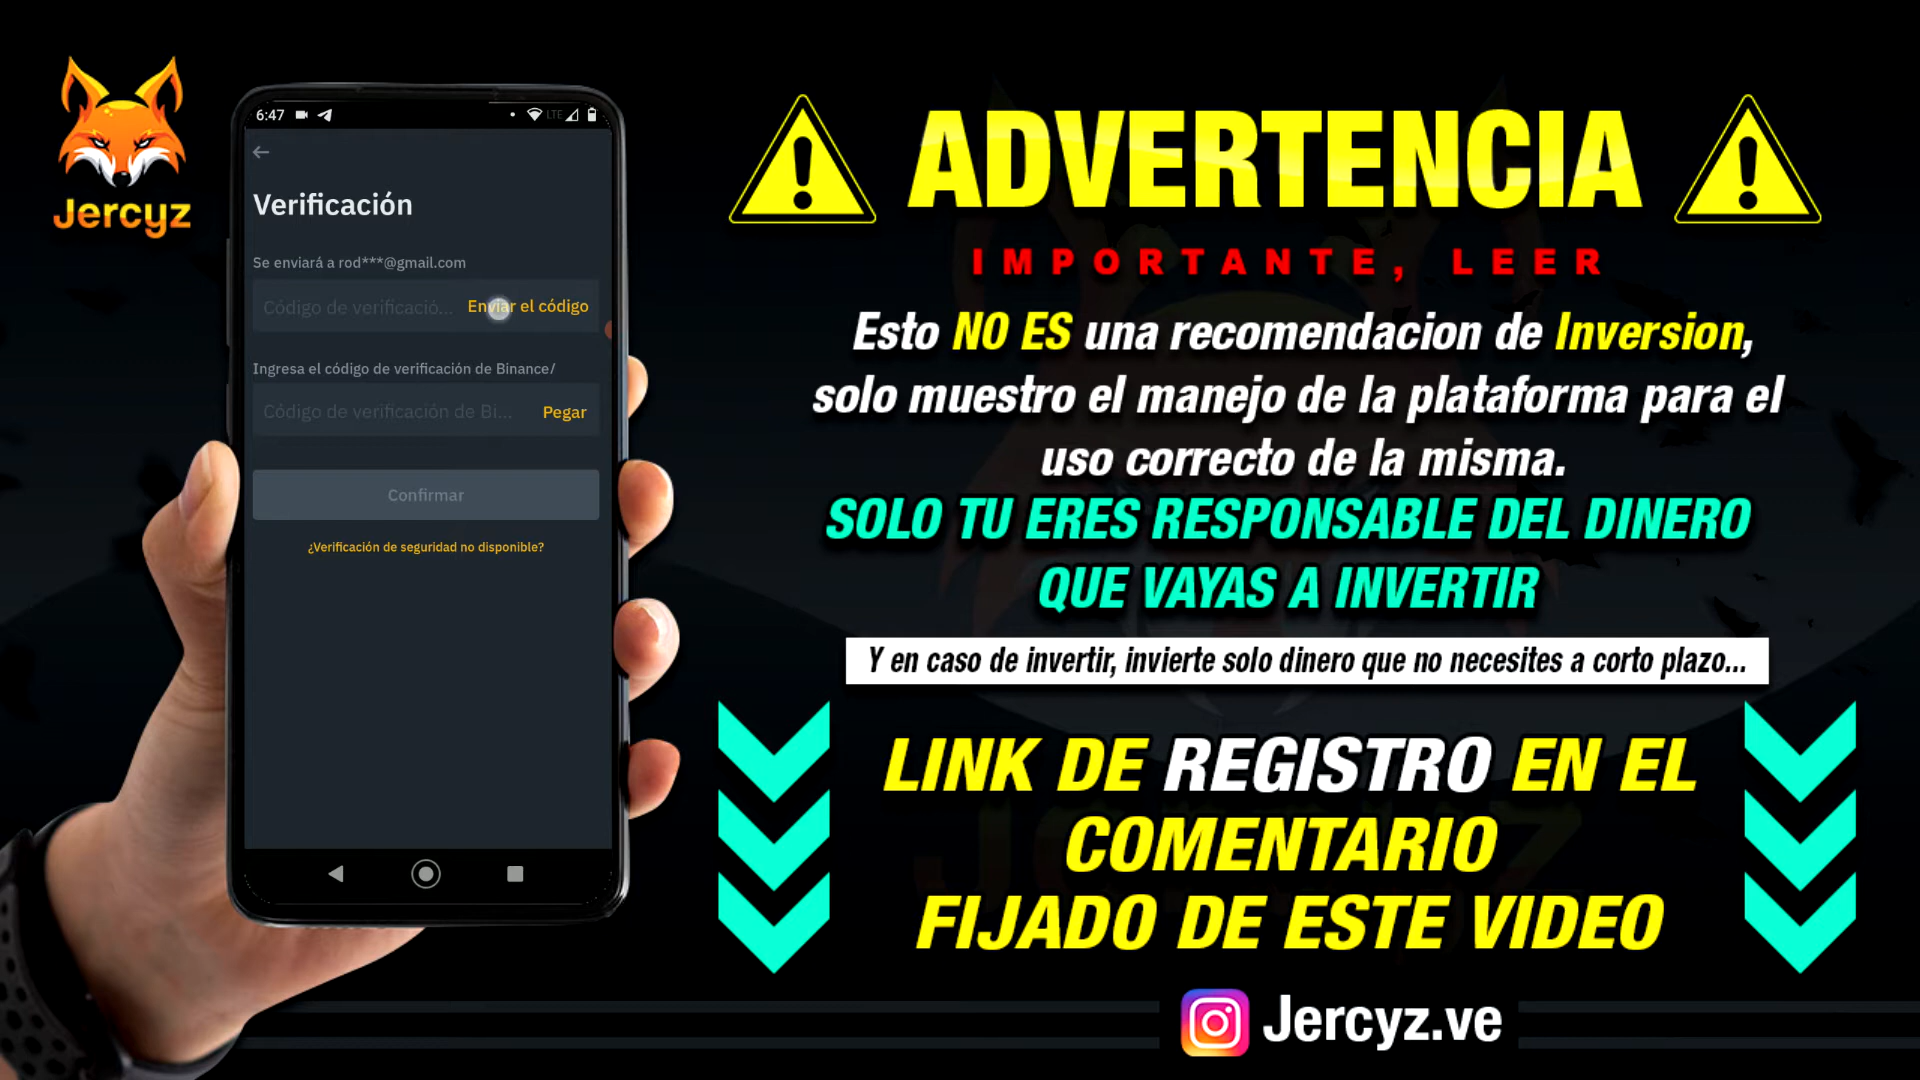 Jercyz
6:47
LTE
Verificación
Se enviará a rod***@gmail.com
Código de verificació...
Enviar el código
Ingresa el código de verificación de Binance/
Código de verificación de Bi...
Pegar
Confirmar
¿Verificación de seguridad no disponible?
ADVERTENCIA
IMPORTANTE, LEER
Esto NO ES una recomendacion de Inversion,
solo muestro el manejo de la plataforma para el
uso correcto de la misma.
SOLO TU ERES RESPONSABLE DEL DINERO
QUE VAYAS A INVERTIR
Y en caso de invertir, invierte solo dinero que no necesites a corto plazo...
LINK DE REGISTRO EN EL
COMENTARIO
FIJADO DE ESTE VIDEO
Jercyz.ve